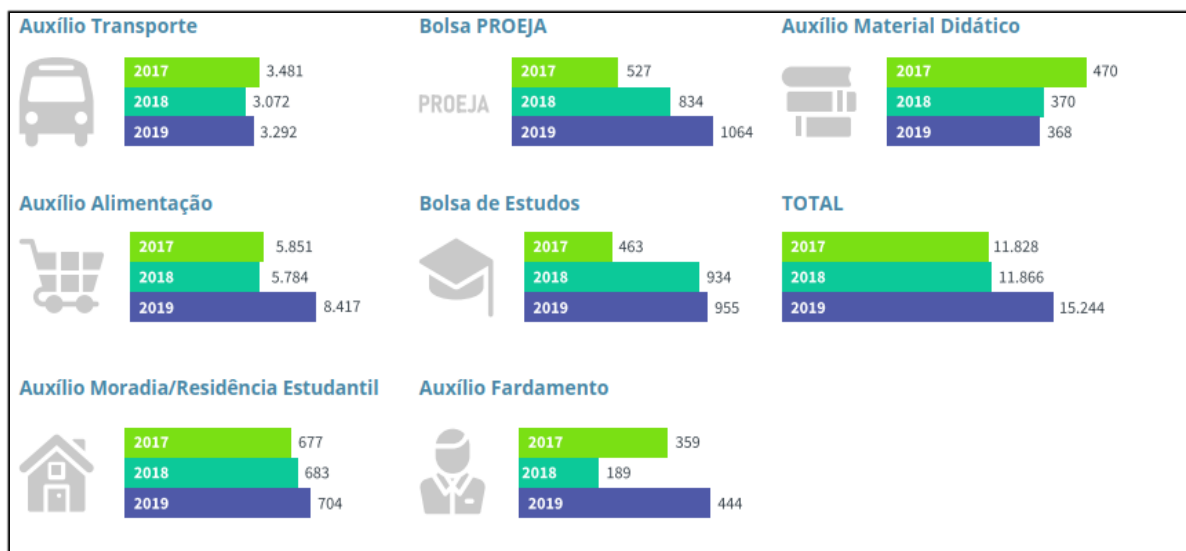 Auxílio Transporte
2017 3.481
2018 3.072
2019 3.292
Bolsa PROEJA
PROEJA
2017 527
2018 834
2019 1064
Auxílio Material Didático
2017 470
2018 370
2019 368
Auxílio Alimentação
2017 5.851
2018 5.784
2019 8.417
Bolsa de Estudos
2017 463
2018 934
2019 955
TOTAL
2017 11.828
2018 11.866
2019 15.244
Auxílio Moradia/Residência Estudantil
2017 677
2018 683
2019 704
Auxílio Fardamento
2017 359
2018 189
2019 444